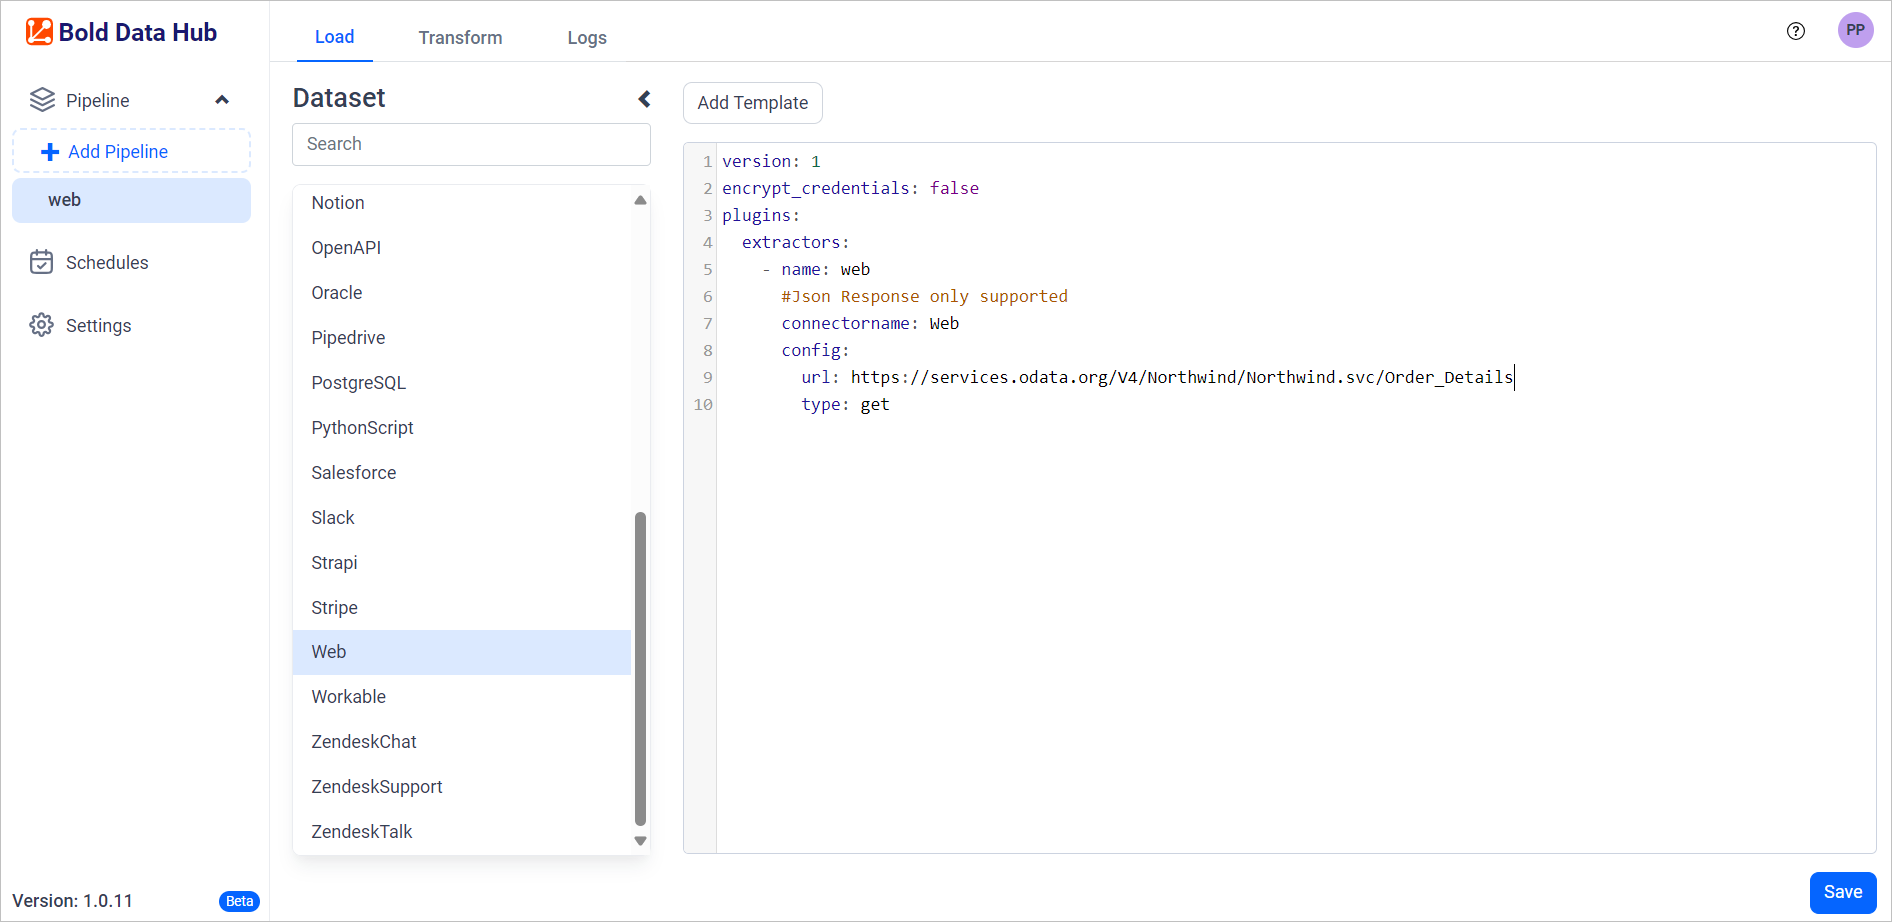 Bold Data Hub
Load
Transform
Logs
PP
Pipeline
Add Pipeline
web
Schedules
Settings
Version: 1.0.11
Beta
Dataset
Search
Notion
OpenAPI
Oracle
Pipedrive
PostgreSQL
PythonScript
Salesforce
Slack
Strapi
Stripe
Web
Workable
ZendeskChat
ZendeskSupport
ZendeskTalk
Add Template
1 version: 1
2 encrypt_credentials: false
3 plugins:
4 extractors:
5 - name: web
6 #Json Response only supported
7 connectorname: Web
8 config:
9 url: https://services.odata.org/V4/Northwind/Northwind.svc/Order_Details
10 type: get
Save